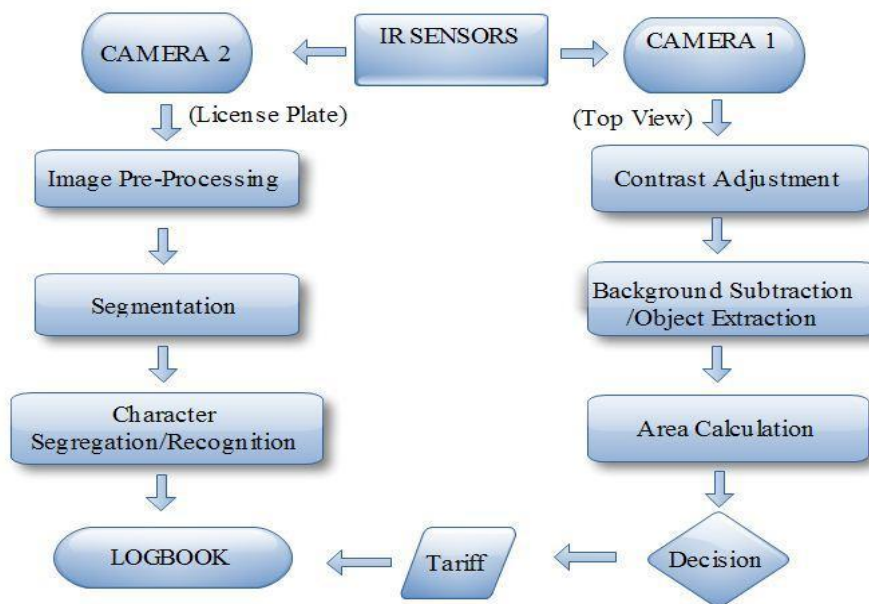 IR SENSORS
CAMERA 2
CAMERA 1
(License Plate)
(Top View)
Image Pre-Processing
Contrast Adjustment
Segmentation
Background Subtraction
/Object Extraction
Character
Segregation/Recognition
Area Calculation
LOGBOOK
Tariff
Decision